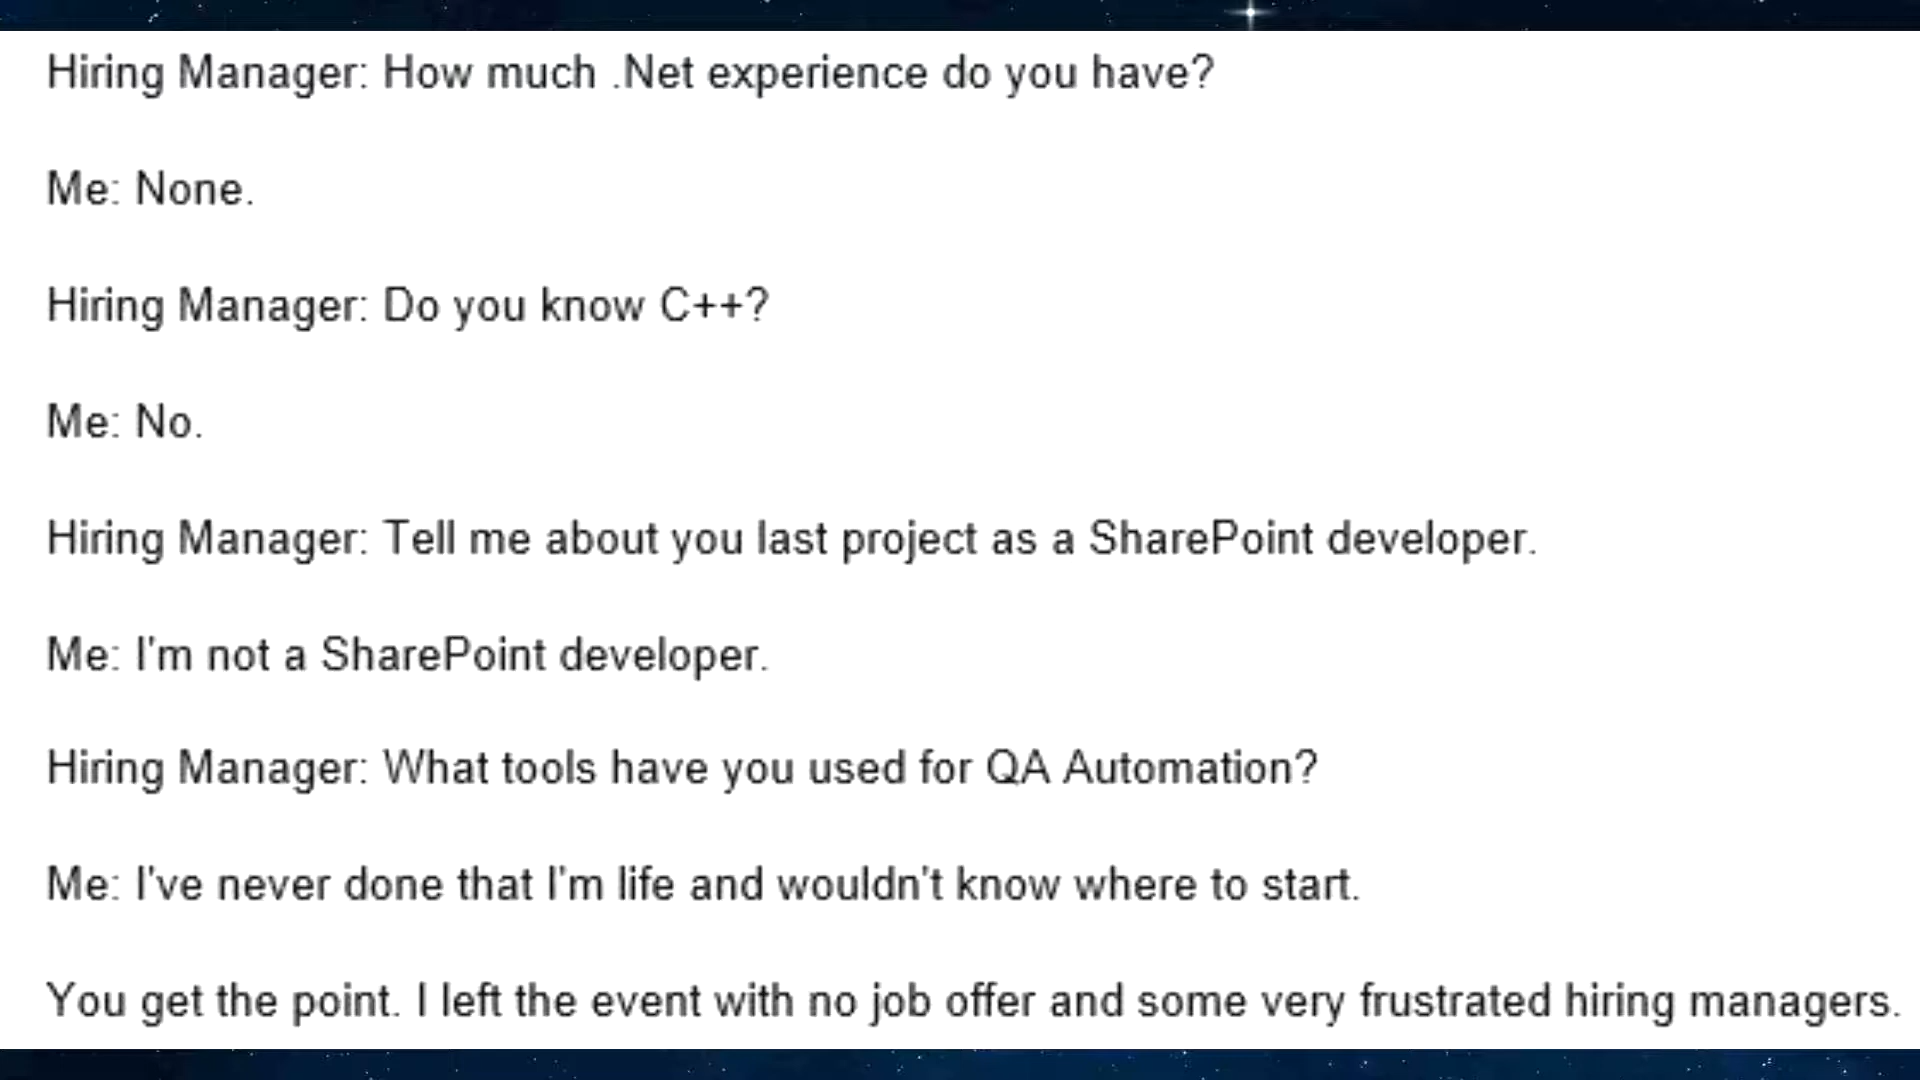 Hiring Manager: How much .Net experience do you have?
Me: None.
Hiring Manager: Do you know C++?
Me: No.
Hiring Manager: Tell me about you last project as a SharePoint developer.
Me: I'm not a SharePoint developer.
Hiring Manager: What tools have you used for QA Automation?
Me: I've never done that I'm life and wouldn't know where to start.
You get the point. I left the event with no job offer and some very frustrated hiring managers.